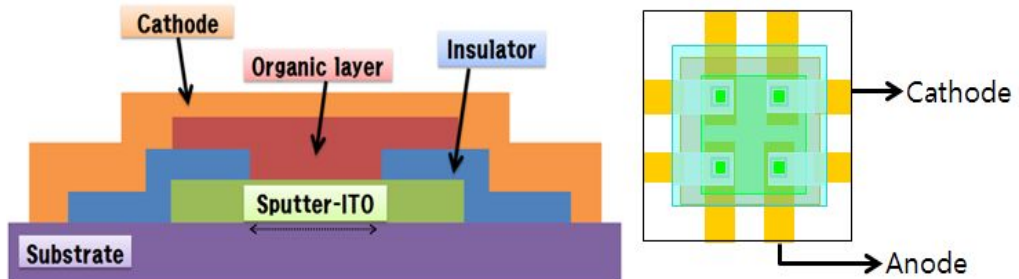 Cathode
Insulator
Organic layer
Sputter-ITO
Substrate
Cathode
Anode